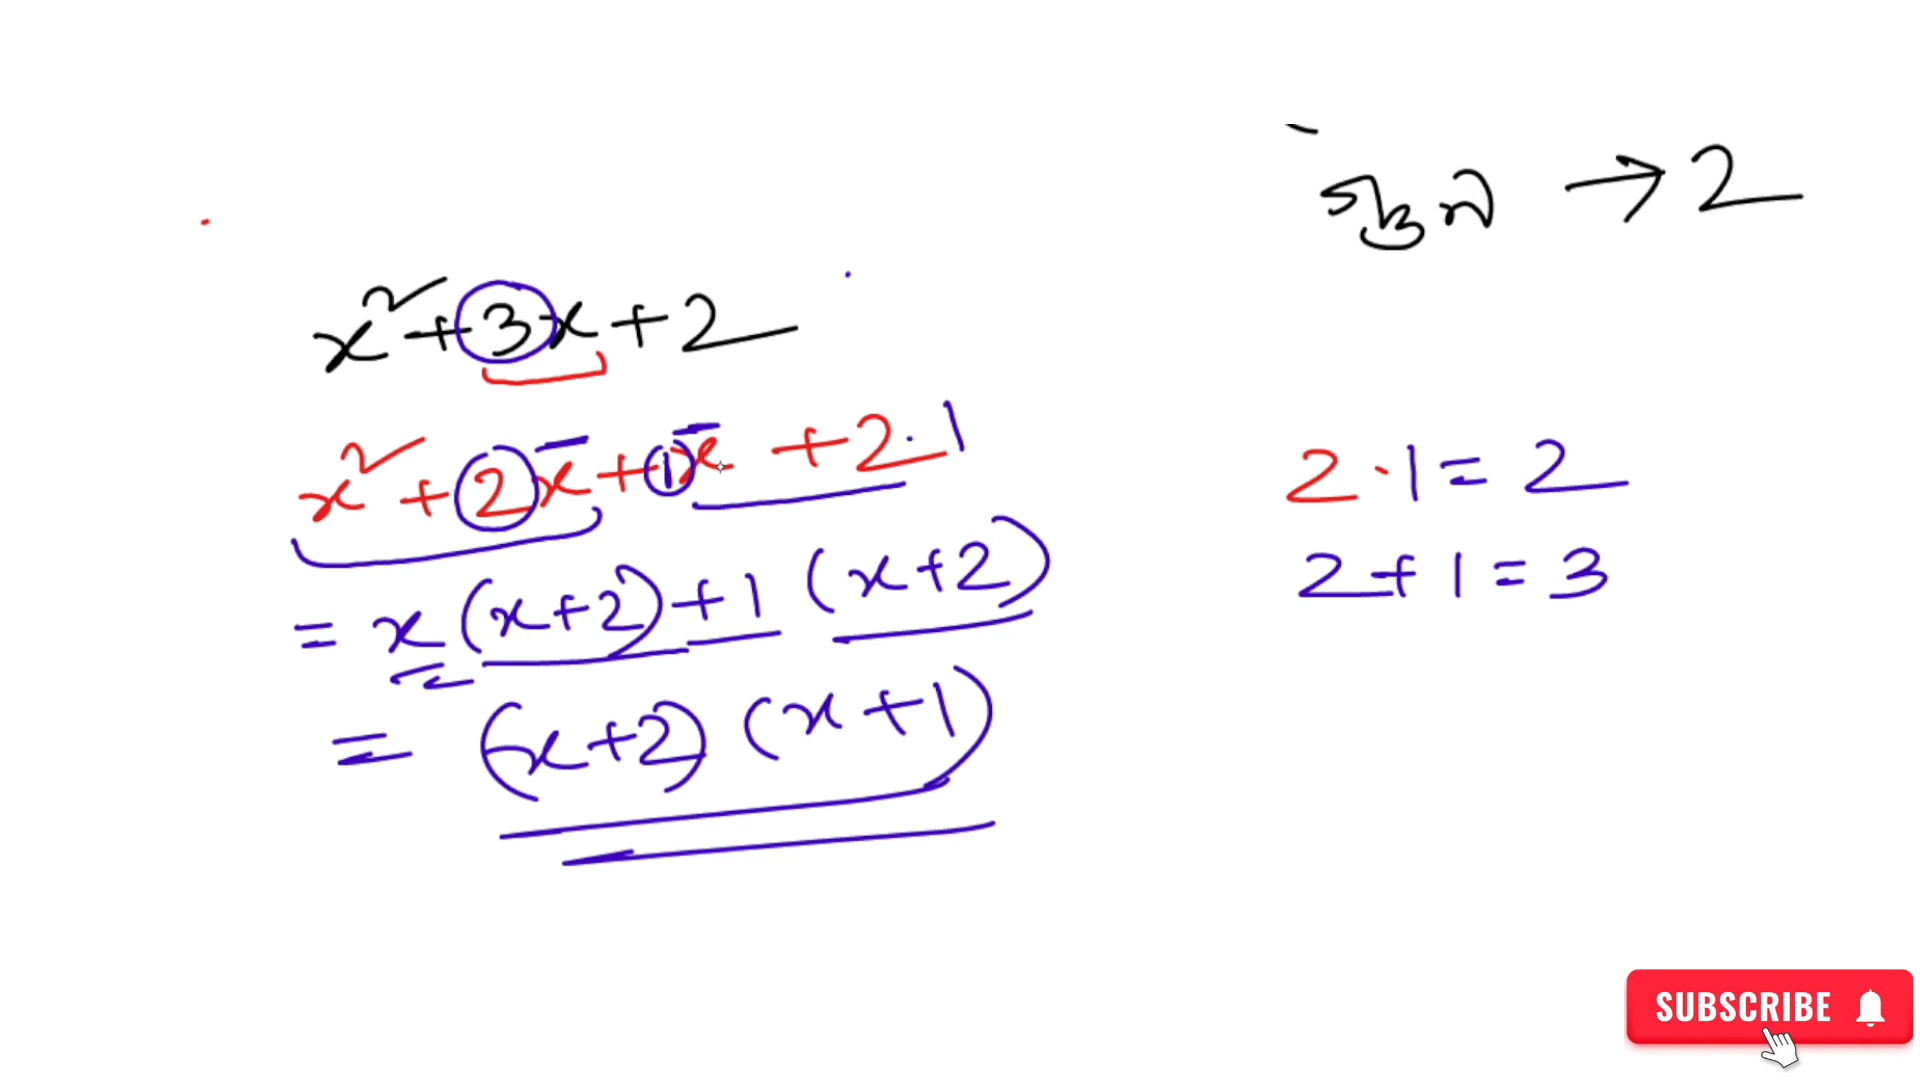 → 2
x² + 3x + 2
x² + 2x + 1x + 2·1
= x(x+2) + 1 (x+2)
= (x+2) (x+1)
2·1 = 2
2 + 1 = 3
SUBSCRIBE